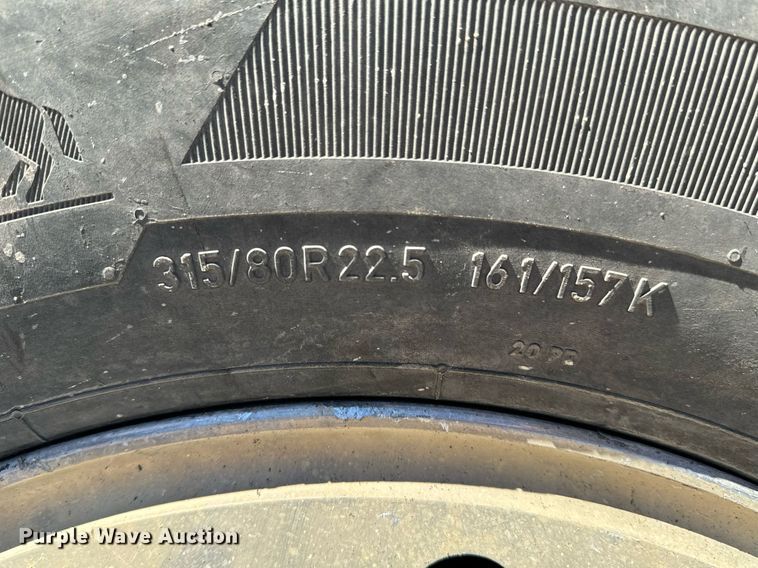 315/80R22.5 161/157K
20 PR
Purple Wave Auction